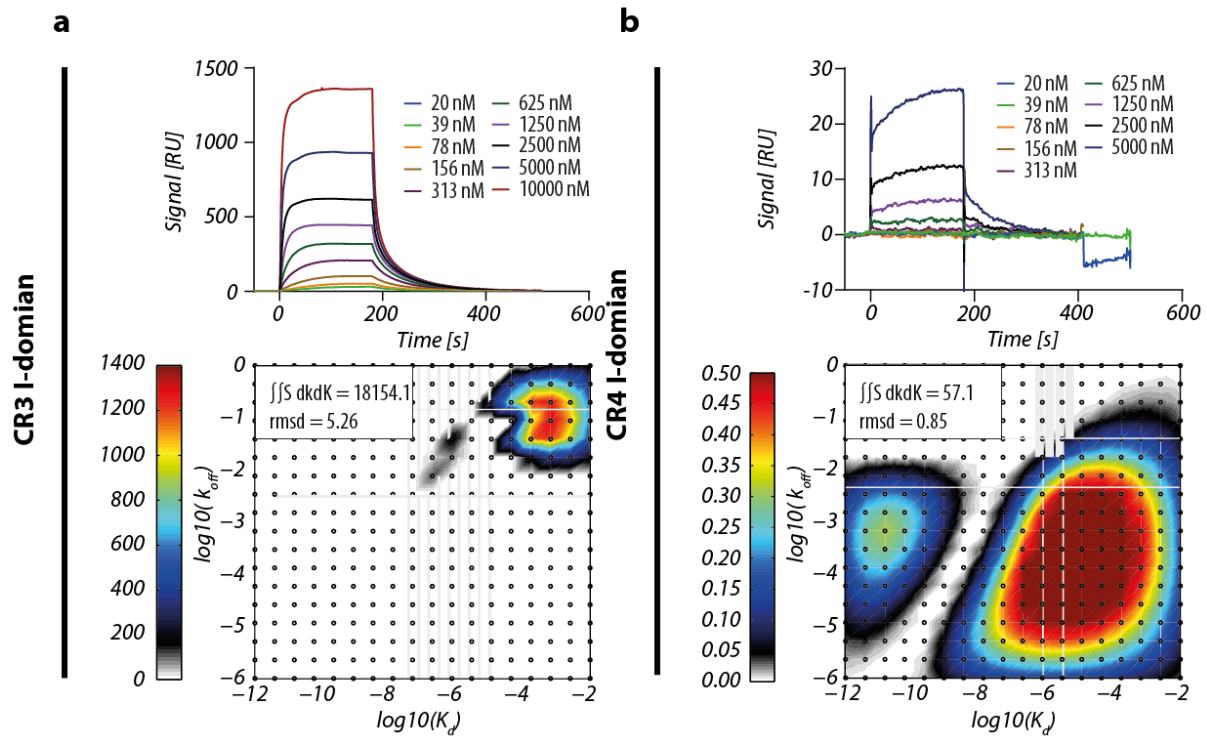 a
CR3 I-domian
Signal [RU]
1500
1000
500
0
20 nM
39 nM
78 nM
156 nM
313 nM
625 nM
1250 nM
2500 nM
5000 nM
10000 nM
0
200
400
600
Time [s]
1400
1200
1000
800
600
400
200
0
log10(koff)
0
−1
−2
−3
−4
−5
−6
∫∫S dkdK = 18154.1
rmsd = 5.26
−12
−10
−8
−6
−4
−2
log10(Kd)
b
CR4 I-domian
Signal [RU]
30
20
10
0
-10
20 nM
39 nM
78 nM
156 nM
313 nM
625 nM
1250 nM
2500 nM
5000 nM
0
200
400
600
Time [s]
0.50
0.45
0.40
0.35
0.30
0.25
0.20
0.15
0.10
0.05
0.00
log10(koff)
0
−1
−2
−3
−4
−5
−6
∫∫S dkdK = 57.1
rmsd = 0.85
−12
−10
−8
−6
−4
−2
log10(Kd)